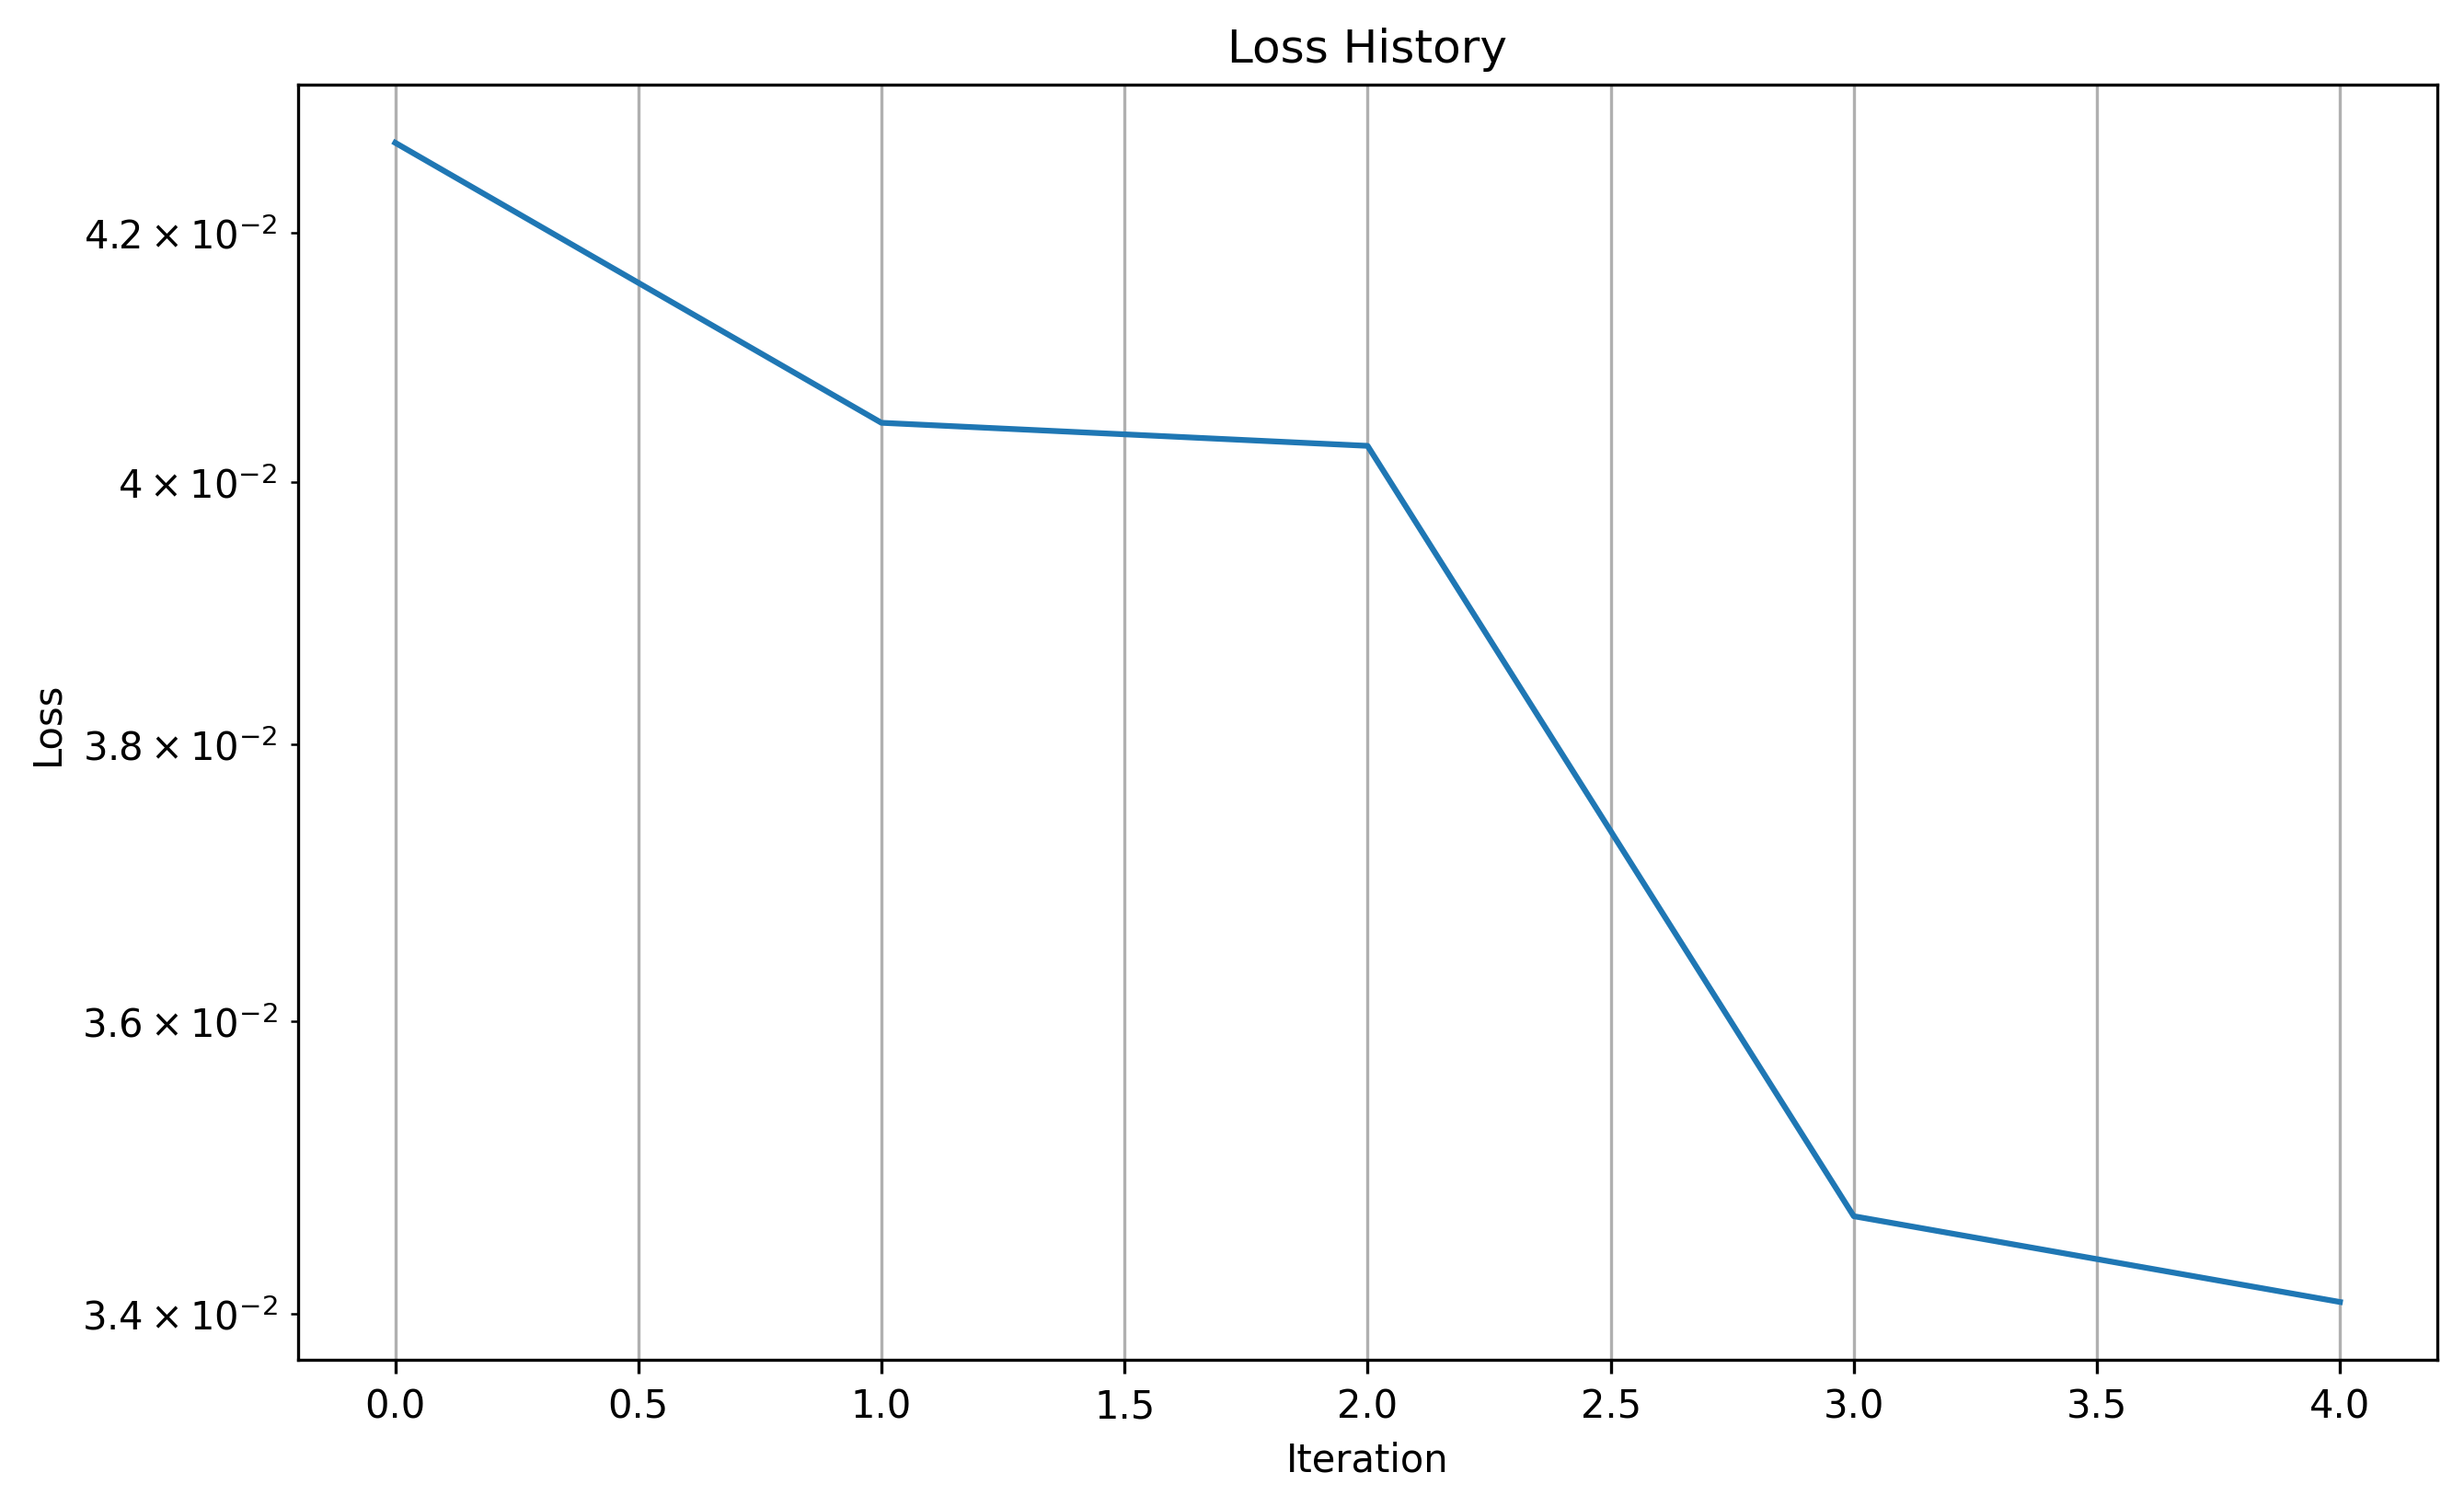 Loss History
4.2 × 10⁻²
4 × 10⁻²
3.8 × 10⁻²
3.6 × 10⁻²
3.4 × 10⁻²
Loss
0.0 0.5 1.0 1.5 2.0 2.5 3.0 3.5 4.0
Iteration